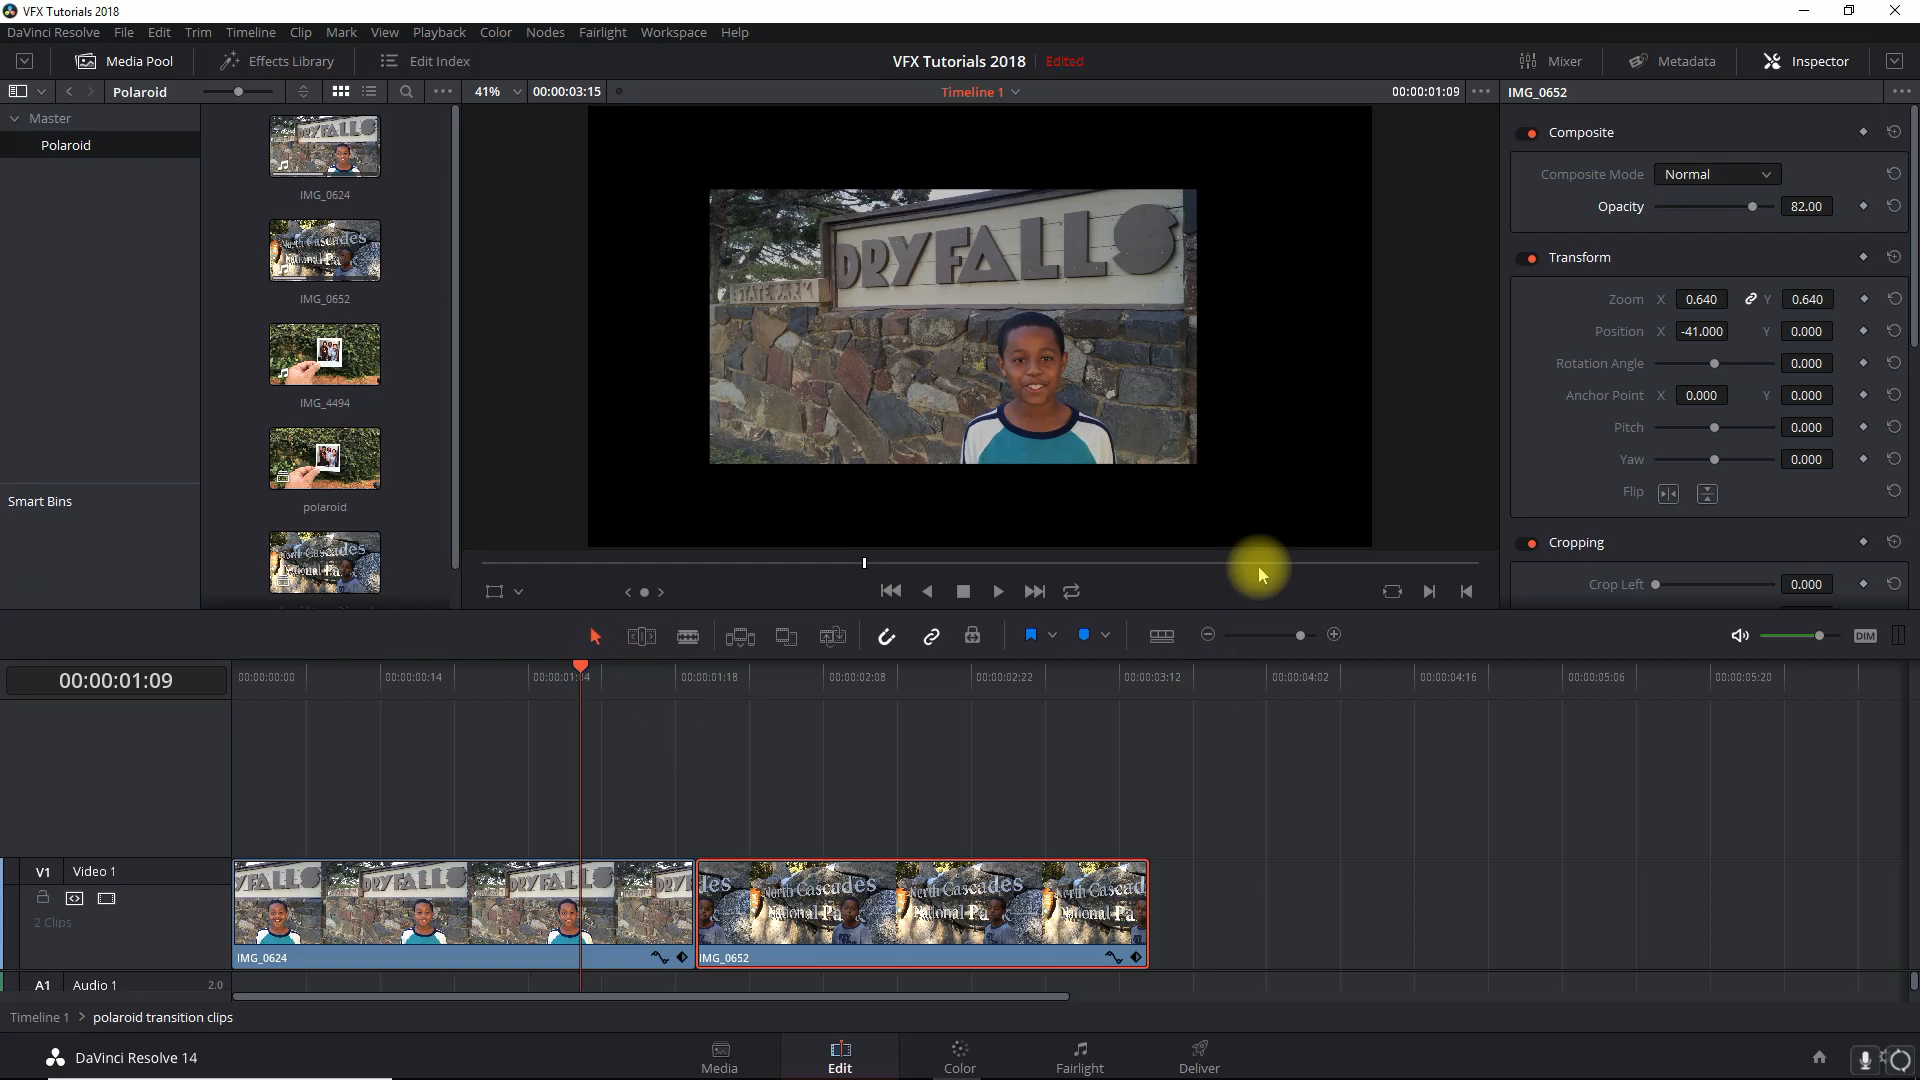 VFX Tutorials 2018
DaVinci Resolve File Edit Trim Timeline Clip Mark View Playback Color Nodes Fairlight Workspace Help
Media Pool Effects Library Edit Index VFX Tutorials 2018 Edited Mixer Metadata Inspector
Polaroid 41% 00:00:03:15 Timeline 1 00:00:01:09 IMG_0652
Master
Polaroid
IMG_0624
IMG_0652
IMG_4494
polaroid
Smart Bins
DRY FALLS
STATE PARK
Composite
Composite Mode Normal
Opacity 82.00
Transform
Zoom X 0.640 Y 0.640
Position X -41.000 Y 0.000
Rotation Angle 0.000
Anchor Point X 0.000 Y 0.000
Pitch 0.000
Yaw 0.000
Flip
Cropping
Crop Left 0.000
DIM
00:00:01:09 00:00:00:00 00:00:00:14 00:00:01:04 00:00:01:18 00:00:02:08 00:00:02:22 00:00:03:12 00:00:04:02 00:00:04:16 00:00:05:06 00:00:05:20
V1 Video 1
2 Clips
IMG_0624 IMG_0652
A1 Audio 1 2.0
Timeline 1 > polaroid transition clips
DaVinci Resolve 14 Media Edit Color Fairlight Deliver